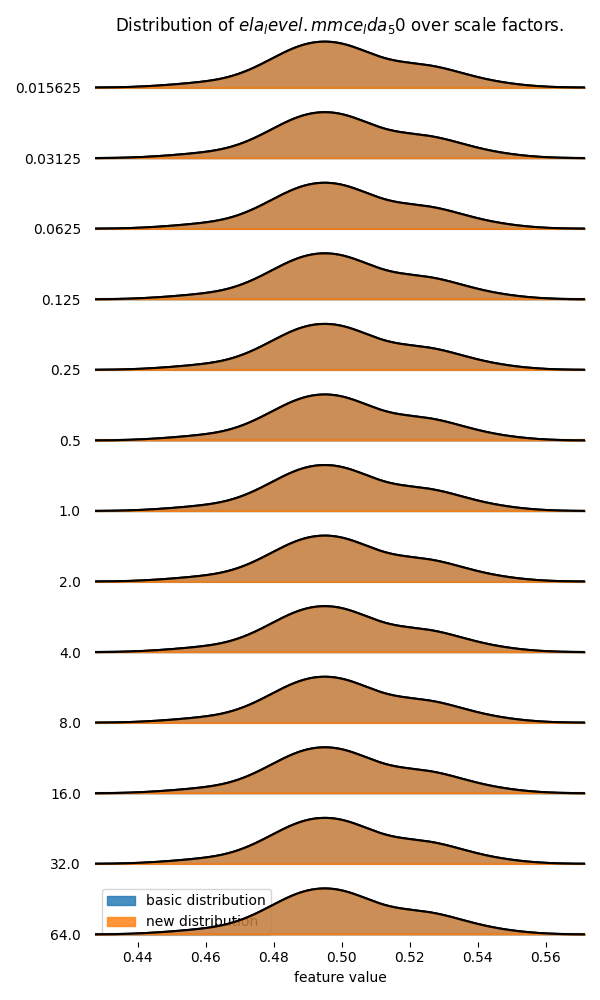 Distribution of $ela_level.mmce_lda_50$ over scale factors.
0.015625
0.03125
0.0625
0.125
0.25
0.5
1.0
2.0
4.0
8.0
16.0
32.0
64.0
basic distribution
new distribution
0.44 0.46 0.48 0.50 0.52 0.54 0.56
feature value